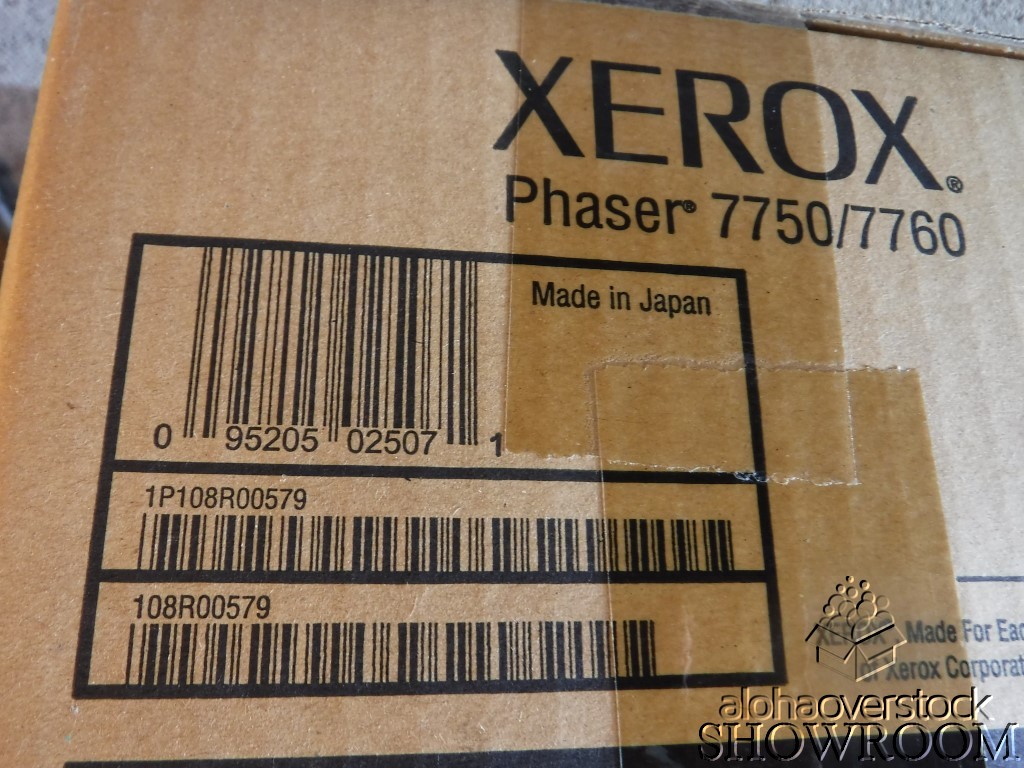 XEROX®
Phaser® 7750/7760
Made in Japan
0 95205 02507 1
1P108R00579
108R00579
XEROX Made For Eac
of Xerox Corporat
alohaoverstock
SHOWROOM